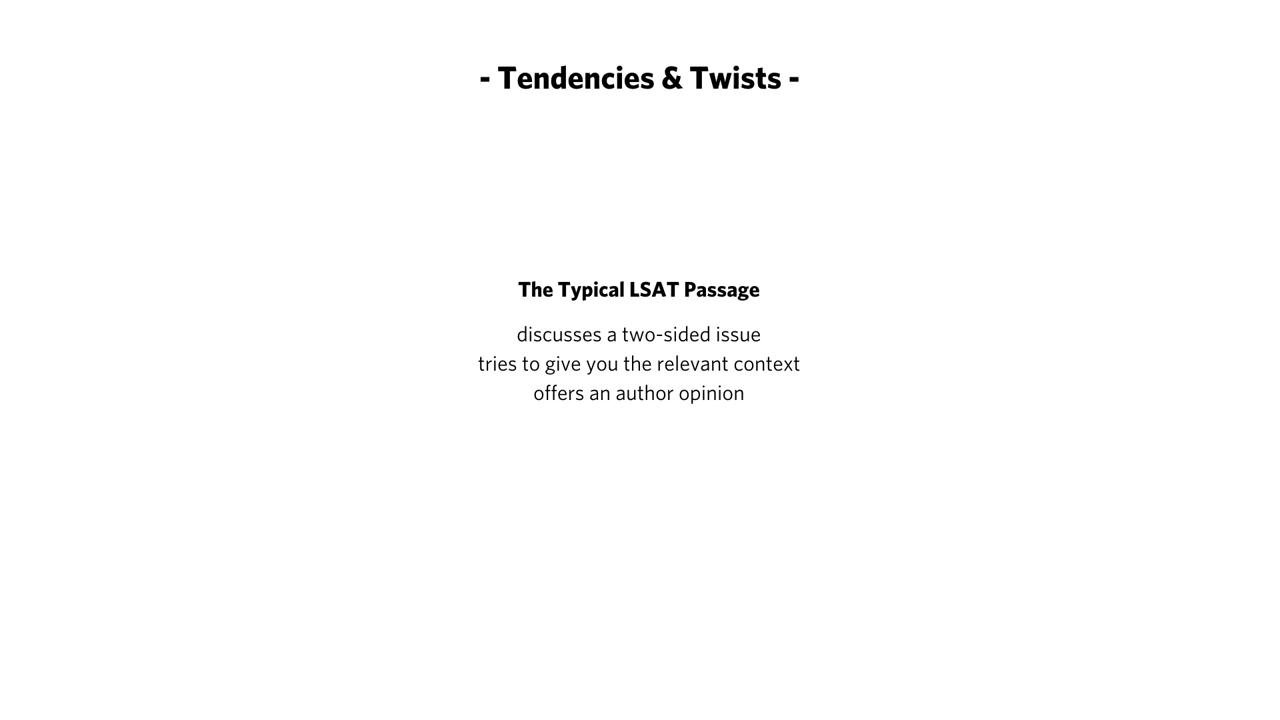 - Tendencies & Twists -
The Typical LSAT Passage
discusses a two-sided issue
tries to give you the relevant context
offers an author opinion